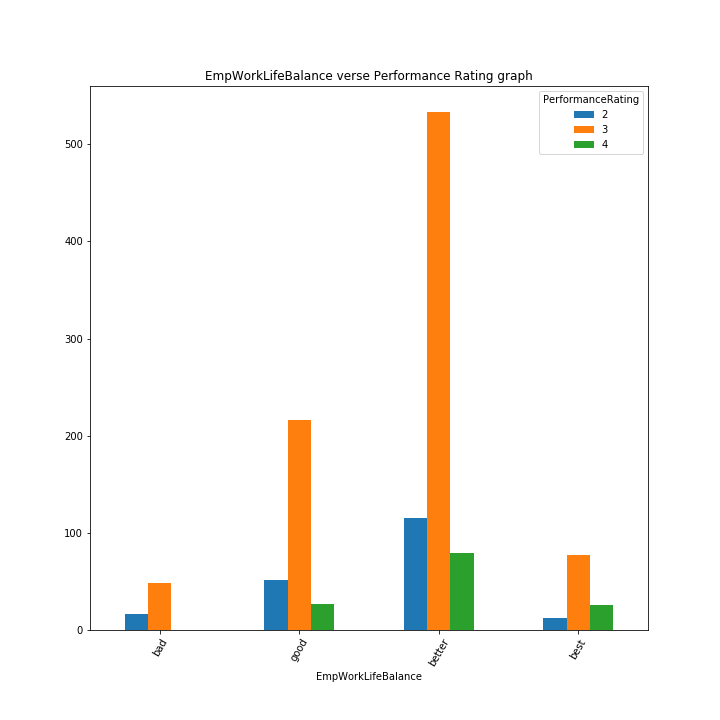 EmpWorkLifeBalance verse Performance Rating graph
PerformanceRating
2
3
4
500
400
300
200
100
0
bad
good
better
best
EmpWorkLifeBalance